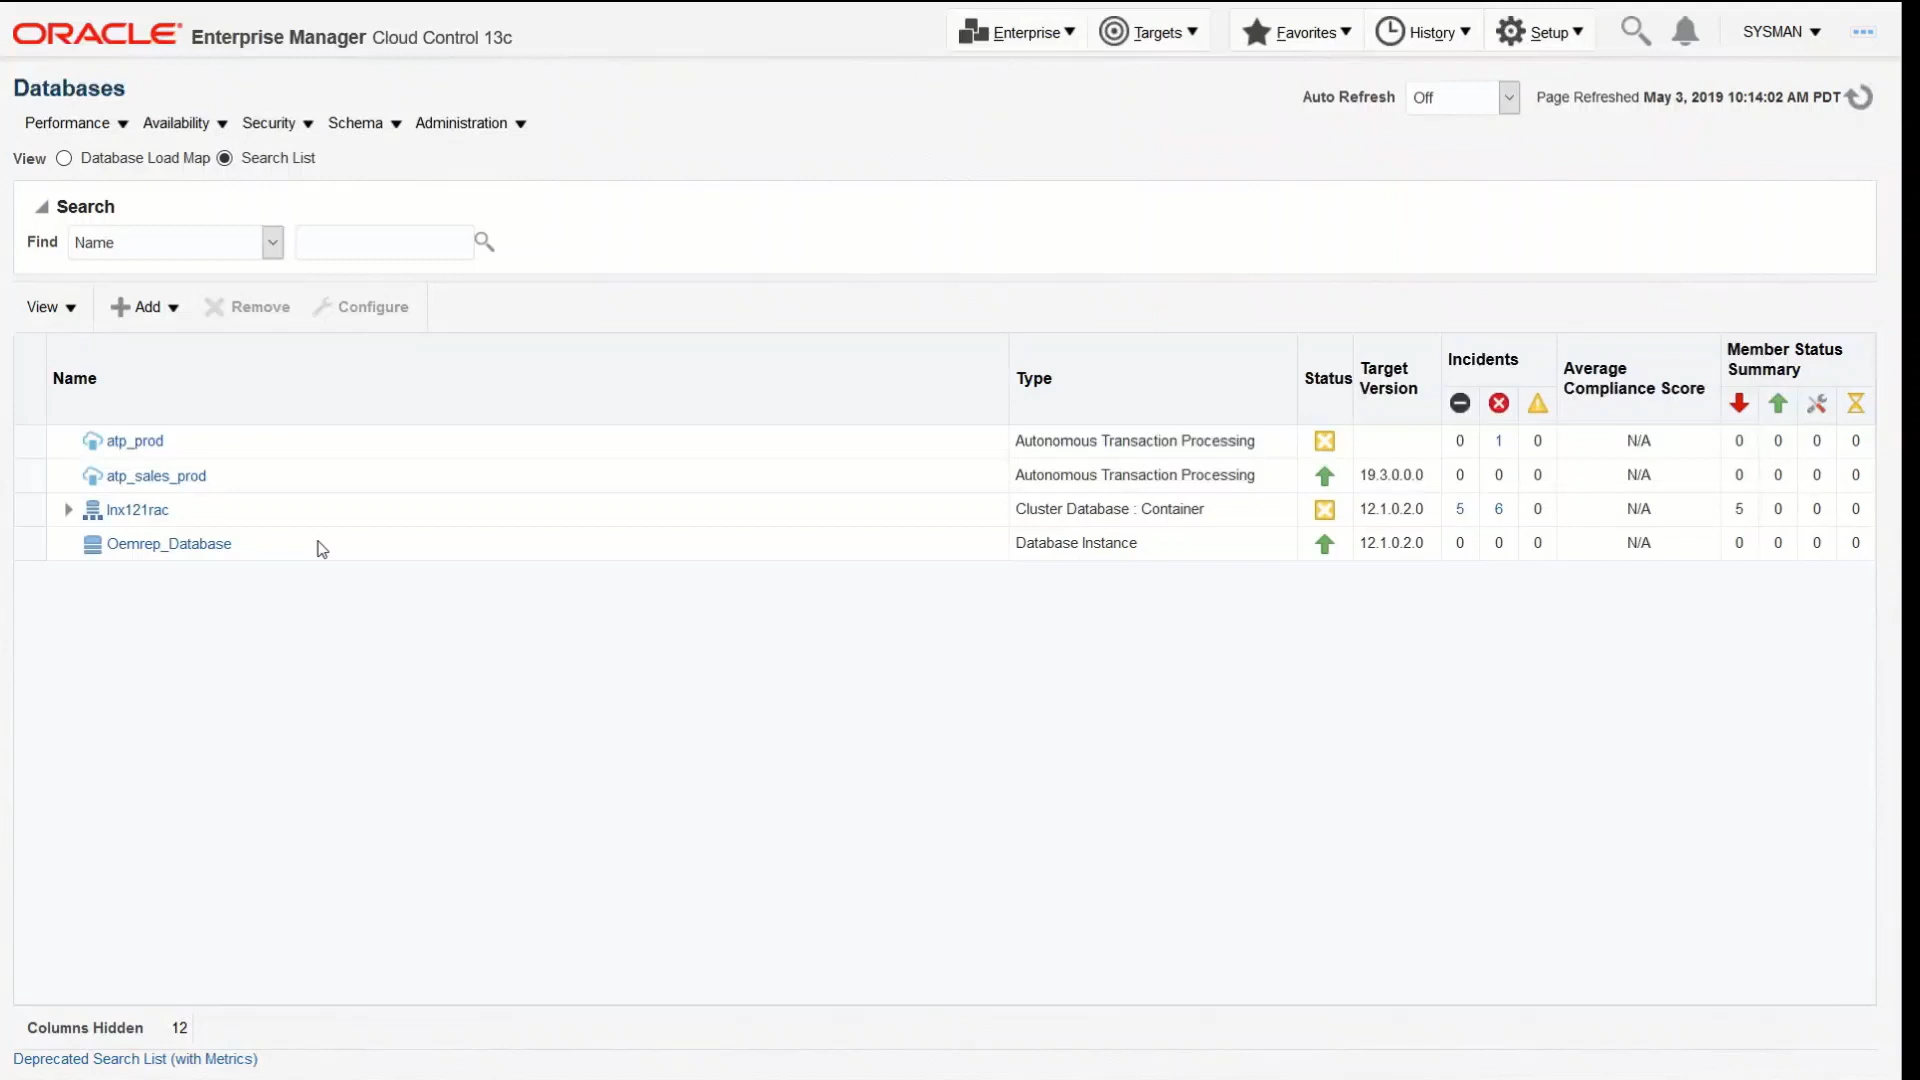 ORACLE Enterprise Manager Cloud Control 13c
Enterprise Targets Favorites History Setup SYSMAN
Databases
Auto Refresh Off Page Refreshed May 3, 2019 10:14:02 AM PDT
Performance Availability Security Schema Administration
View Database Load Map Search List
Search
Find Name
View Add Remove Configure
Name Type Status Target Version Incidents Average Compliance Score Member Status Summary
atp_prod Autonomous Transaction Processing 0 1 0 N/A 0 0 0 0
atp_sales_prod Autonomous Transaction Processing 19.3.0.0.0 0 0 0 N/A 0 0 0 0
lnx121rac Cluster Database : Container 12.1.0.2.0 5 6 0 N/A 5 0 0 0
Oemrep_Database Database Instance 12.1.0.2.0 0 0 0 N/A 0 0 0 0
Columns Hidden 12
Deprecated Search List (with Metrics)